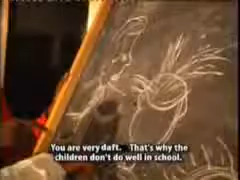 You are very daft. That's why the
children don't do well in school.